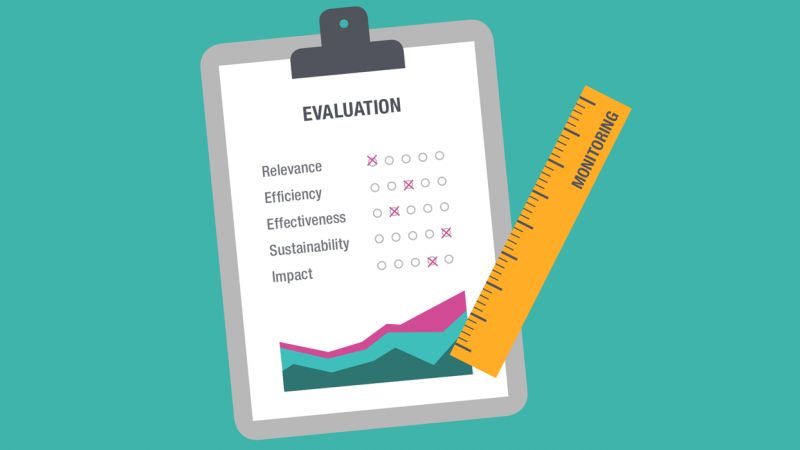 EVALUATION
Relevance
Efficiency
Effectiveness
Sustainability
Impact
MONITORING